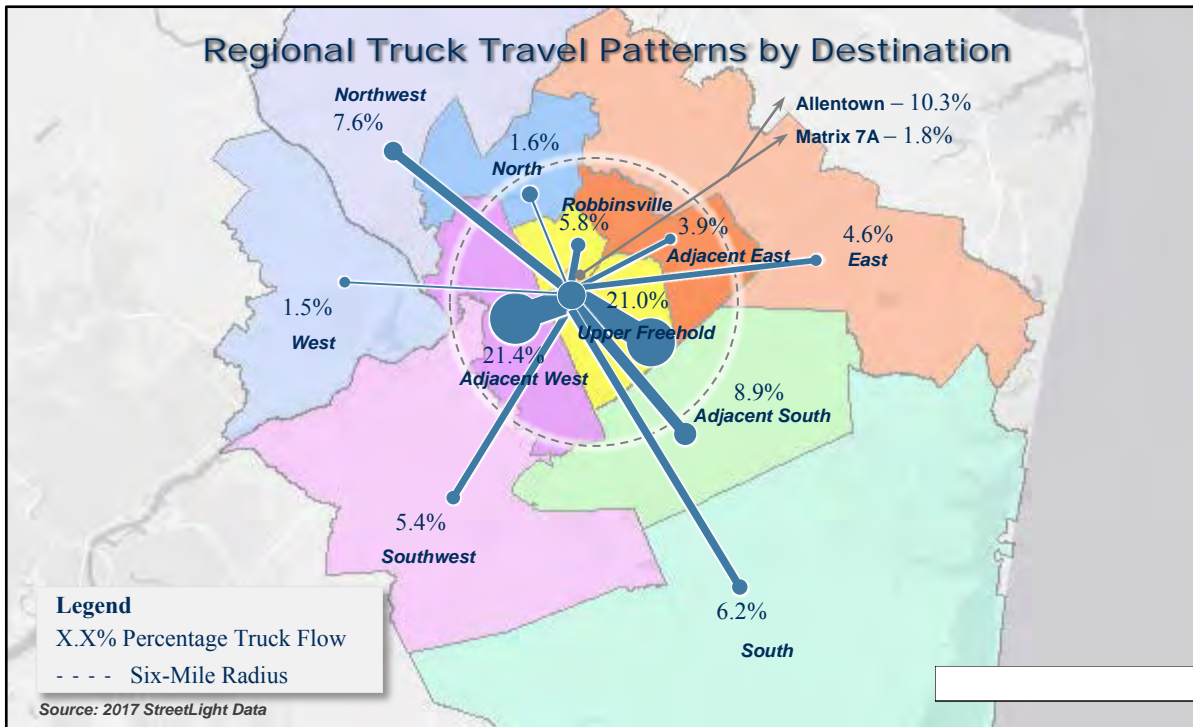 Regional Truck Travel Patterns by Destination
Northwest
7.6%
Allentown – 10.3%
Matrix 7A – 1.8%
1.6%
North
Robbinsville
5.8%
3.9%
Adjacent East
4.6%
East
1.5%
West
21.0%
Upper Freehold
21.4%
Adjacent West
8.9%
Adjacent South
5.4%
Southwest
6.2%
South
Legend
X.X% Percentage Truck Flow
- - - - Six-Mile Radius
Source: 2017 StreetLight Data